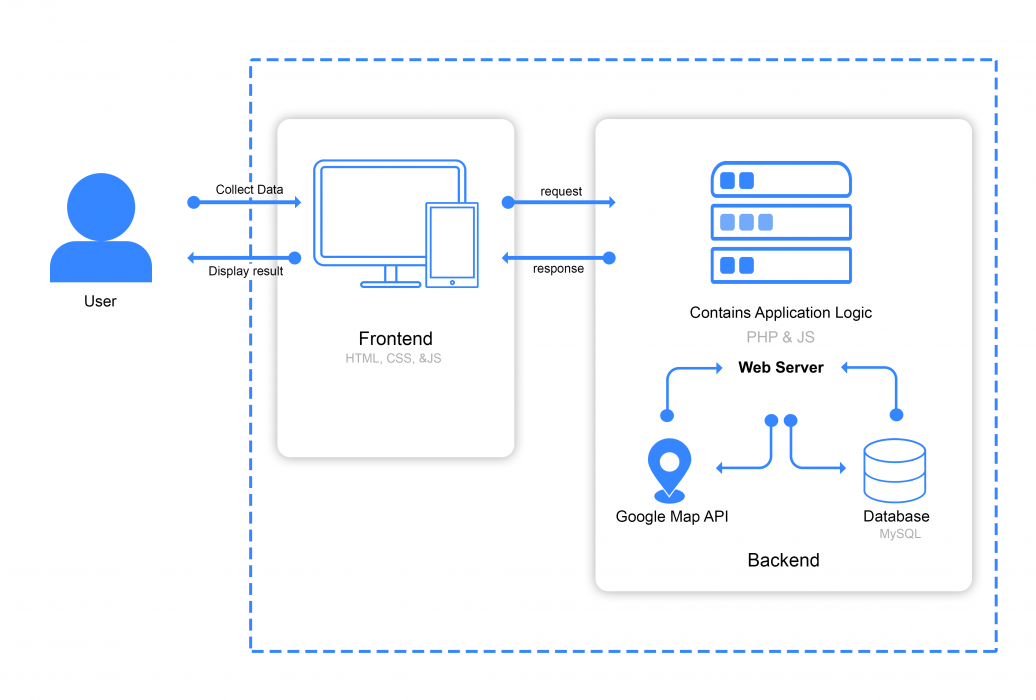 Collect Data
Display result
User
Frontend
HTML, CSS, &JS
request
response
Contains Application Logic
PHP & JS
Web Server
Google Map API
Database
MySQL
Backend